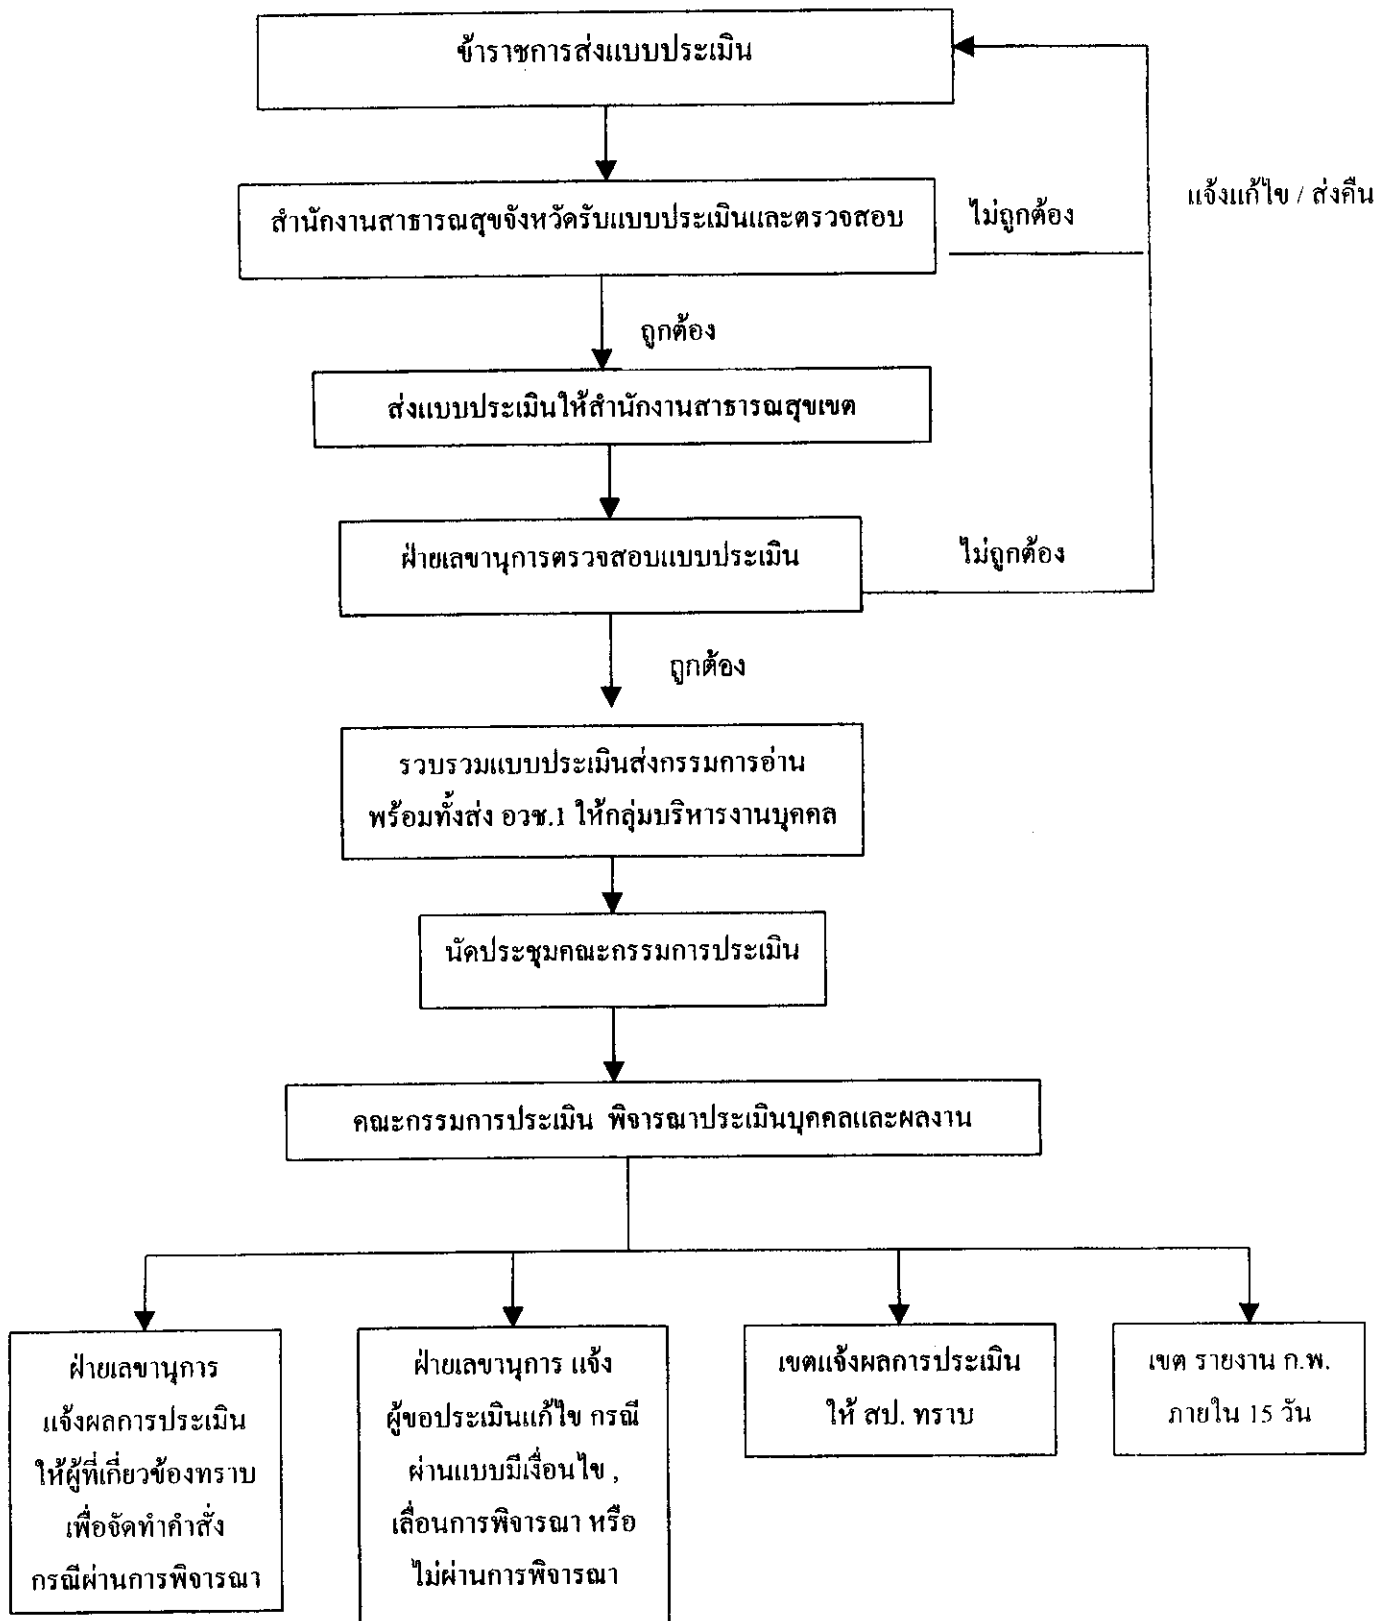 ข้าราชการส่งแบบประเมิน
สำนักงานสาธารณสุขจังหวัดรับแบบประเมินและตรวจสอบ
ไม่ถูกต้อง
แจ้งแก้ไข / ส่งคืน
ถูกต้อง
ส่งแบบประเมินให้สำนักงานสาธารณสุขเขต
ฝ่ายเลขานุการตรวจสอบแบบประเมิน
ไม่ถูกต้อง
ถูกต้อง
รวบรวมแบบประเมินส่งกรรมการอ่าน
พร้อมทั้งส่ง อวช.1 ให้กลุ่มบริหารงานบุคคล
นัดประชุมคณะกรรมการประเมิน
คณะกรรมการประเมิน พิจารณาประเมินบุคคลและผลงาน
ฝ่ายเลขานุการ
แจ้งผลการประเมิน
ให้ผู้ที่เกี่ยวข้องทราบ
เพื่อจัดทำคำสั่ง
กรณีผ่านการพิจารณา
ฝ่ายเลขานุการ แจ้ง
ผู้ขอประเมินแก้ไข กรณี
ผ่านแบบมีเงื่อนไข ,
เลื่อนการพิจารณา หรือ
ไม่ผ่านการพิจารณา
เขตแจ้งผลการประเมิน
ให้ สป. ทราบ
เขต รายงาน ก.พ.
ภายใน 15 วัน